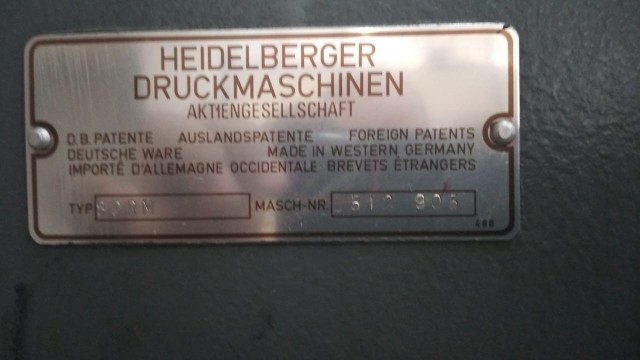 HEIDELBERGER
DRUCKMASCHINEN
AKTIENGESELLSCHAFT
D.B. PATENTE AUSLANDSPATENTE FOREIGN PATENTS
DEUTSCHE WARE MADE IN WESTERN GERMANY
IMPORTÉ D'ALLEMAGNE OCCIDENTALE BREVETS ÉTRANGERS
TYP MASCH-NR.